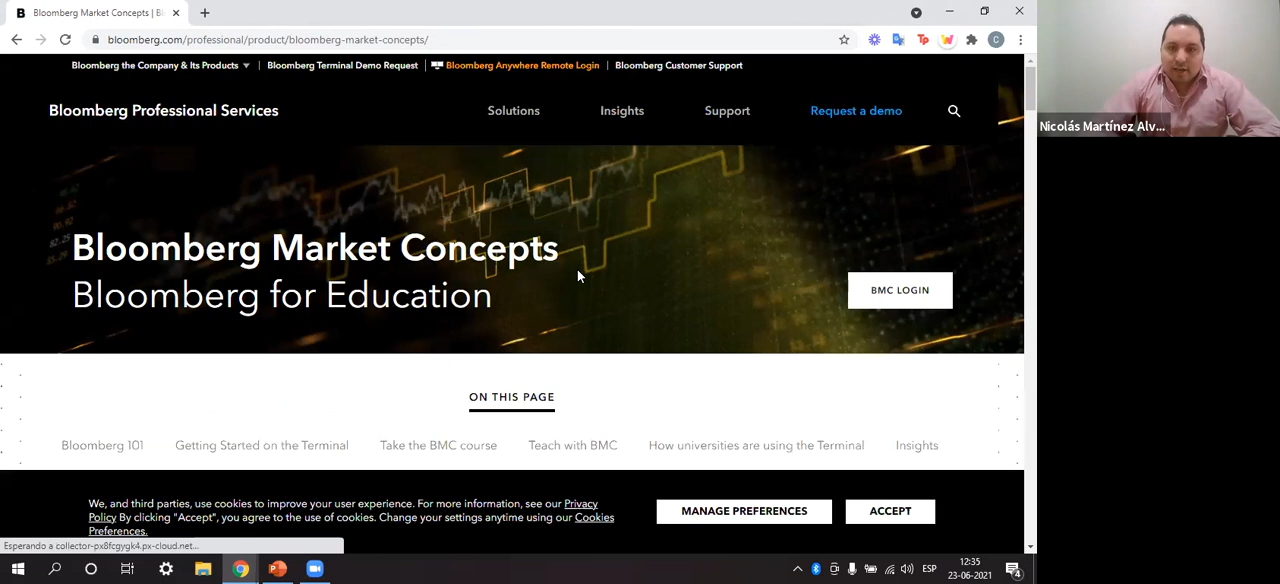 Bloomberg Market Concepts | Bl
bloomberg.com/professional/product/bloomberg-market-concepts/
Bloomberg the Company & Its Products | Bloomberg Terminal Demo Request | Bloomberg Anywhere Remote Login | Bloomberg Customer Support
Bloomberg Professional Services
Solutions Insights Support Request a demo
Bloomberg Market Concepts
Bloomberg for Education
BMC LOGIN
ON THIS PAGE
Bloomberg 101 Getting Started on the Terminal Take the BMC course Teach with BMC How universities are using the Terminal Insights
We, and third parties, use cookies to improve your user experience. For more information, see our Privacy
Policy By clicking "Accept", you agree to the use of cookies. Change your settings anytime using our Cookies
Preferences.
MANAGE PREFERENCES ACCEPT
Esperando a collector-px8fcgygk4.px-cloud.net...
ESP
12:35
23-06-2021
4
Nicolás Martínez Alv...